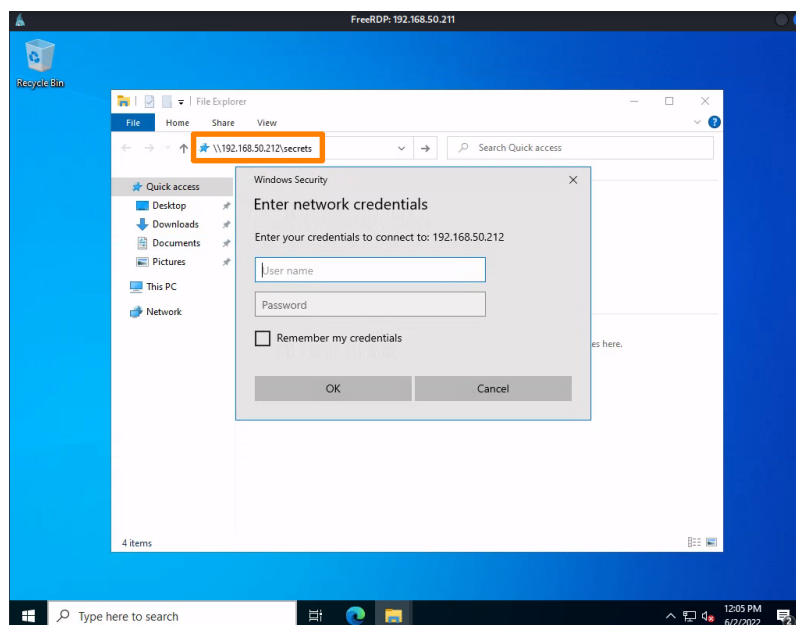 FreeRDP: 192.168.50.211
Recycle Bin
File Explorer
File Home Share View
\\192.168.50.212\secrets
Search Quick access
Quick access
Desktop
Downloads
Documents
Pictures
This PC
Network
Windows Security
Enter network credentials
Enter your credentials to connect to: 192.168.50.212
User name
Password
Remember my credentials
OK Cancel
es here.
4 items
Type here to search
12:05 PM
6/2/2022
2